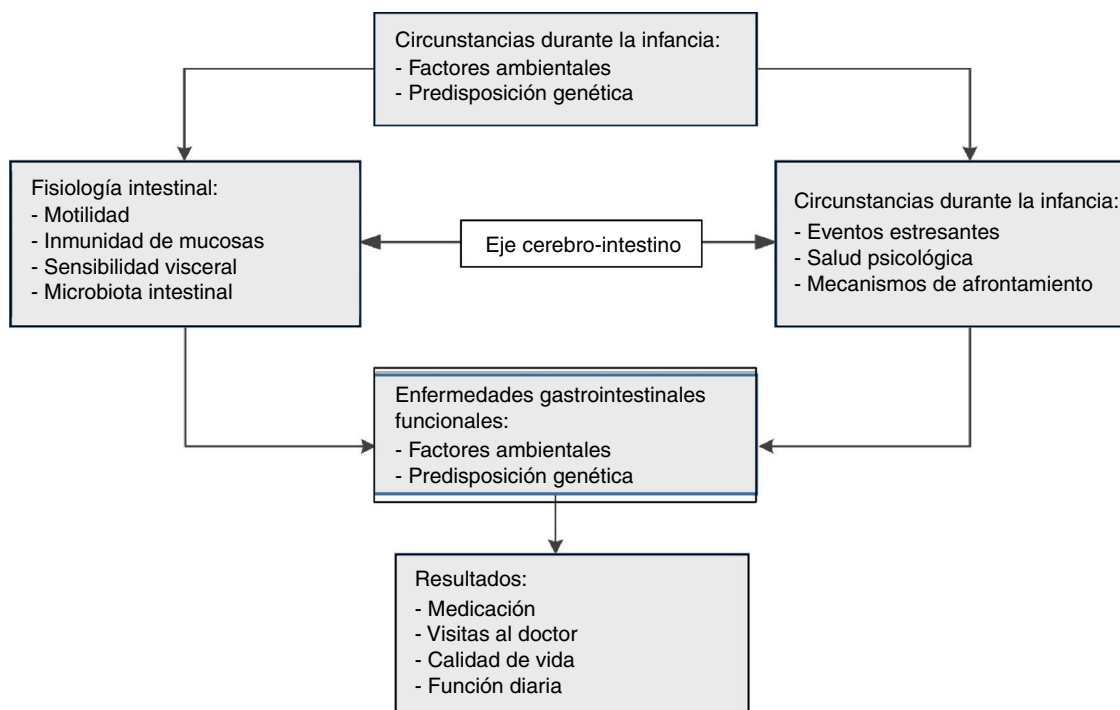 Circunstancias durante la infancia:
- Factores ambientales
- Predisposición genética
Fisiología intestinal:
- Motilidad
- Inmunidad de mucosas
- Sensibilidad visceral
- Microbiota intestinal
Eje cerebro-intestino
Circunstancias durante la infancia:
- Eventos estresantes
- Salud psicológica
- Mecanismos de afrontamiento
Enfermedades gastrointestinales
funcionales:
- Factores ambientales
- Predisposición genética
Resultados:
- Medicación
- Visitas al doctor
- Calidad de vida
- Función diaria